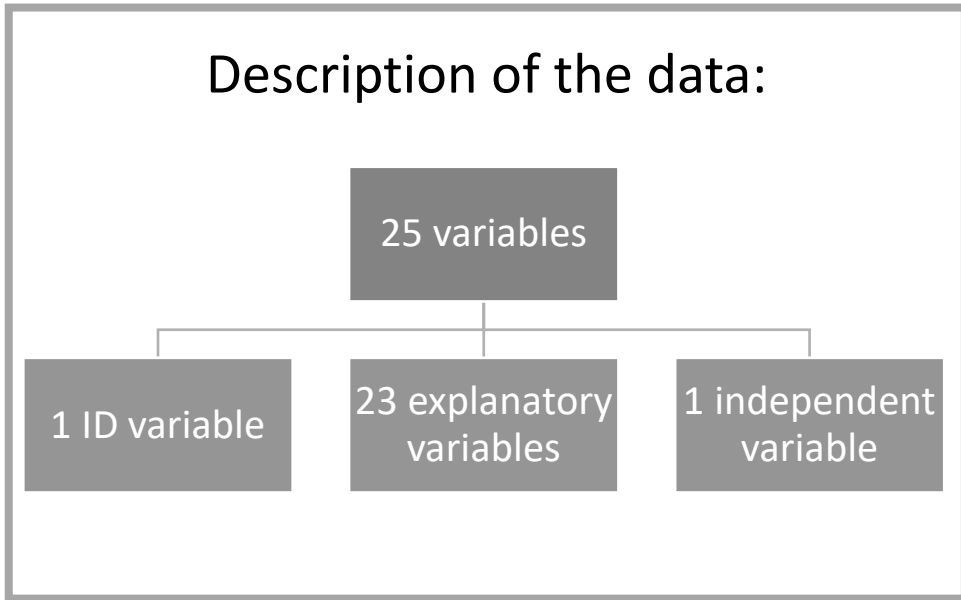 Description of the data:
25 variables
1 ID variable
23 explanatory
variables
1 independent
variable